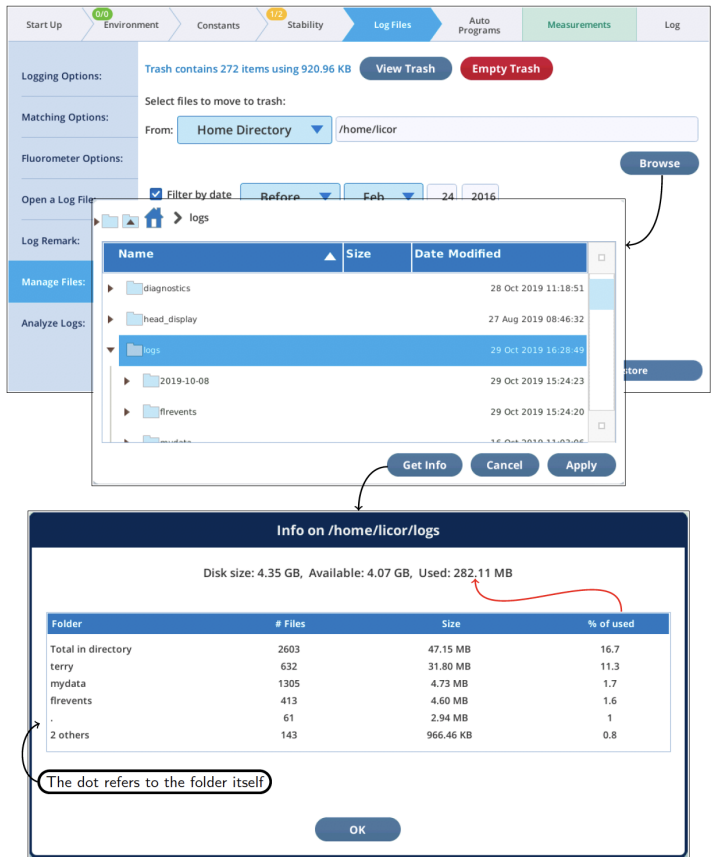 Start Up
0/0
Environment
Constants
1/2
Stability
Log Files
Auto Programs
Measurements
Log
Logging Options:
Matching Options:
Fluorometer Options:
Open a Log File:
Log Remark:
Manage Files:
Analyze Logs:
Trash contains 272 items using 920.96 KB View Trash Empty Trash
Select files to move to trash:
From: Home Directory /home/licor
Browse
Filter by date Before Feb 24 2016
logs
Name Size Date Modified
diagnostics 28 Oct 2019 11:18:51
head_display 27 Aug 2019 08:46:32
logs 29 Oct 2019 16:28:49
2019-10-08 29 Oct 2019 15:24:23
flrevents 29 Oct 2019 15:24:20
mydata 16 Oct 2019 11:03:06
Get Info Cancel Apply
Info on /home/licor/logs
Disk size: 4.35 GB, Available: 4.07 GB, Used: 282.11 MB
Folder # Files Size % of used
Total in directory 2603 47.15 MB 16.7
terry 632 31.80 MB 11.3
mydata 1305 4.73 MB 1.7
flrevents 413 4.60 MB 1.6
. 61 2.94 MB 1
2 others 143 966.46 KB 0.8
The dot refers to the folder itself
OK